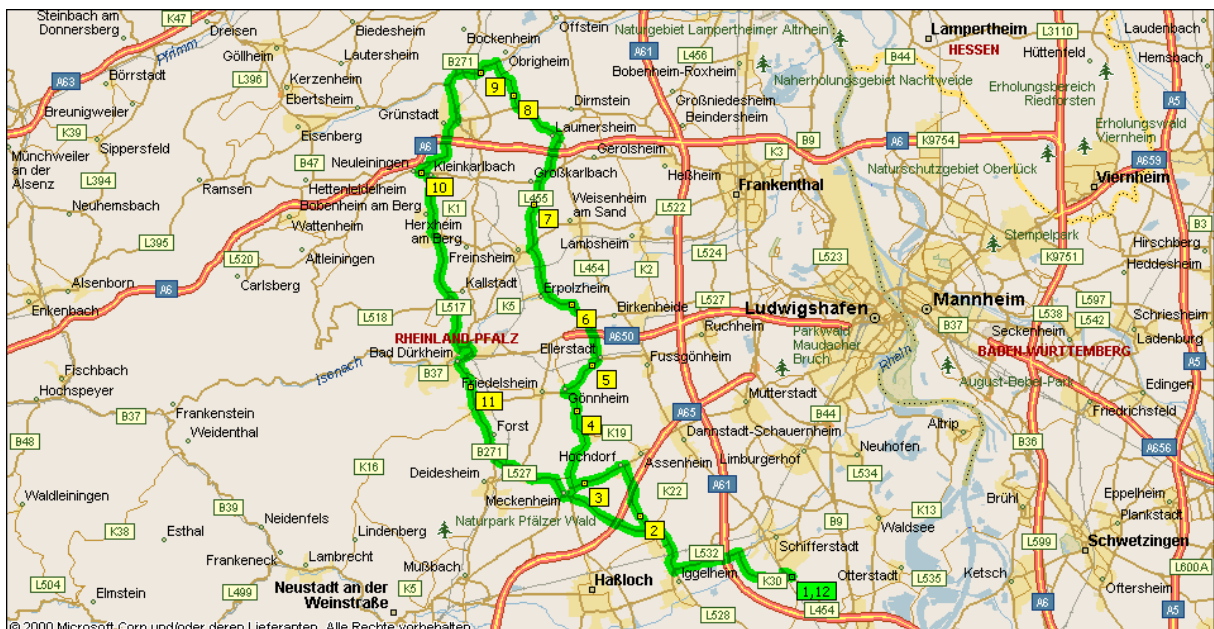 Steinbach am
Donnersberg
K47
Dreisen
Biedesheim
Offstein
Naturgebiet Lampertheimer Altrhein
A61
Lampertheim
L3110
Laudenbach
Göllheim
Lautersheim
Bockenheim
L456
B44
HESSEN
Hüttenfeld
Hemsbach
Pfrimm
B271
Obrigheim
Bobenheim-Roxheim
A63
Börrstadt
L396
Kerzenheim
9
Naherholungsgebiet Nachtweide
Erholungsbereich
Riedforsten
A5
Breunigweiler
Ebertsheim
8
Dirmstein
Großniedesheim
Beindersheim
K39
Sippersfeld
Eisenberg
Grünstadt
Laumersheim
B9
A6
K9754
Erholungswald
Viernheim
Münchweiler
an der
Alsenz
B47
Neuleiningen
A6
Kleinkarlbach
Gerolsheim
K3
A659
L394
Ramsen
Hettenleidelheim
10
Großkarlbach
Heßheim
Frankenthal
Naturschutzgebiet Oberlück
Viernheim
Neuhemsbach
Bobenheim am Berg
K1
L455
Weisenheim
am Sand
L522
Wattenheim
Herxheim
am Berg
7
Stempelpark
B3
L395
Altleiningen
Freinsheim
Lambsheim
L524
L523
K9751
Hirschberg
L520
Carlsberg
L454
K2
Heddesheim
Alsenborn
A6
Kallstadt
K5
Erpolzheim
Birkenheide
L527
Ludwigshafen
Mannheim
L597
Enkenbach
L518
L517
6
L538
Schriesheim
RHEINLAND-PFALZ
A650
Ruchheim
Parkwald
Maudacher
Bruch
B37
Seckenheim
L542
Ladenburg
Bad Dürkheim
Ellerstadt
Fussgönheim
Rhein
BADEN-WÜRTTEMBERG
A5
Fischbach
Isenach
B37
5
Hochspeyer
Friedelsheim
Mutterstadt
August-Bebel-Park
Edingen
B37
Frankenstein
11
Gönnheim
A65
B44
Friedrichsfeld
B48
Weidenthal
Forst
4
K19
Dannstadt-Schauernheim
Neuhofen
Altrip
B36
A656
K16
Deidesheim
B271
L527
Hochdorf
Assenheim
Limburgerhof
L534
Waldleiningen
Meckenheim
3
K22
A61
Brühl
Eppelheim
B39
Neidenfels
Naturpark Pfälzer Wald
2
B9
Waldsee
K13
Plankstadt
K38
Esthal
Lindenberg
L532
Schifferstadt
L599
Schwetzingen
Frankeneck
Lambrecht
Mußbach
Haßloch
Iggelheim
K30
Otterstadt
L535
Ketsch
L600A
L504
Elmstein
L499
Neustadt an der
Weinstraße
K5
L528
1,12
L454
A6
Oftersheim
A5
© 2000 Microsoft Corp und/oder deren Lieferanten. Alle Rechte vorbehalten.